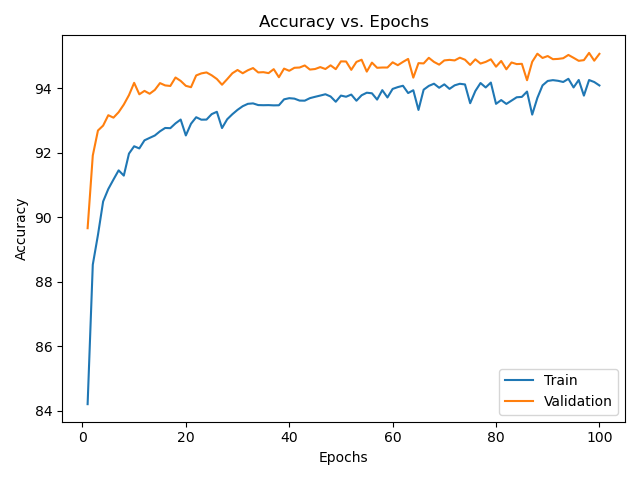 Accuracy vs. Epochs
Accuracy
94
92
90
88
86
84
0 20 40 60 80 100
Epochs
Train
Validation